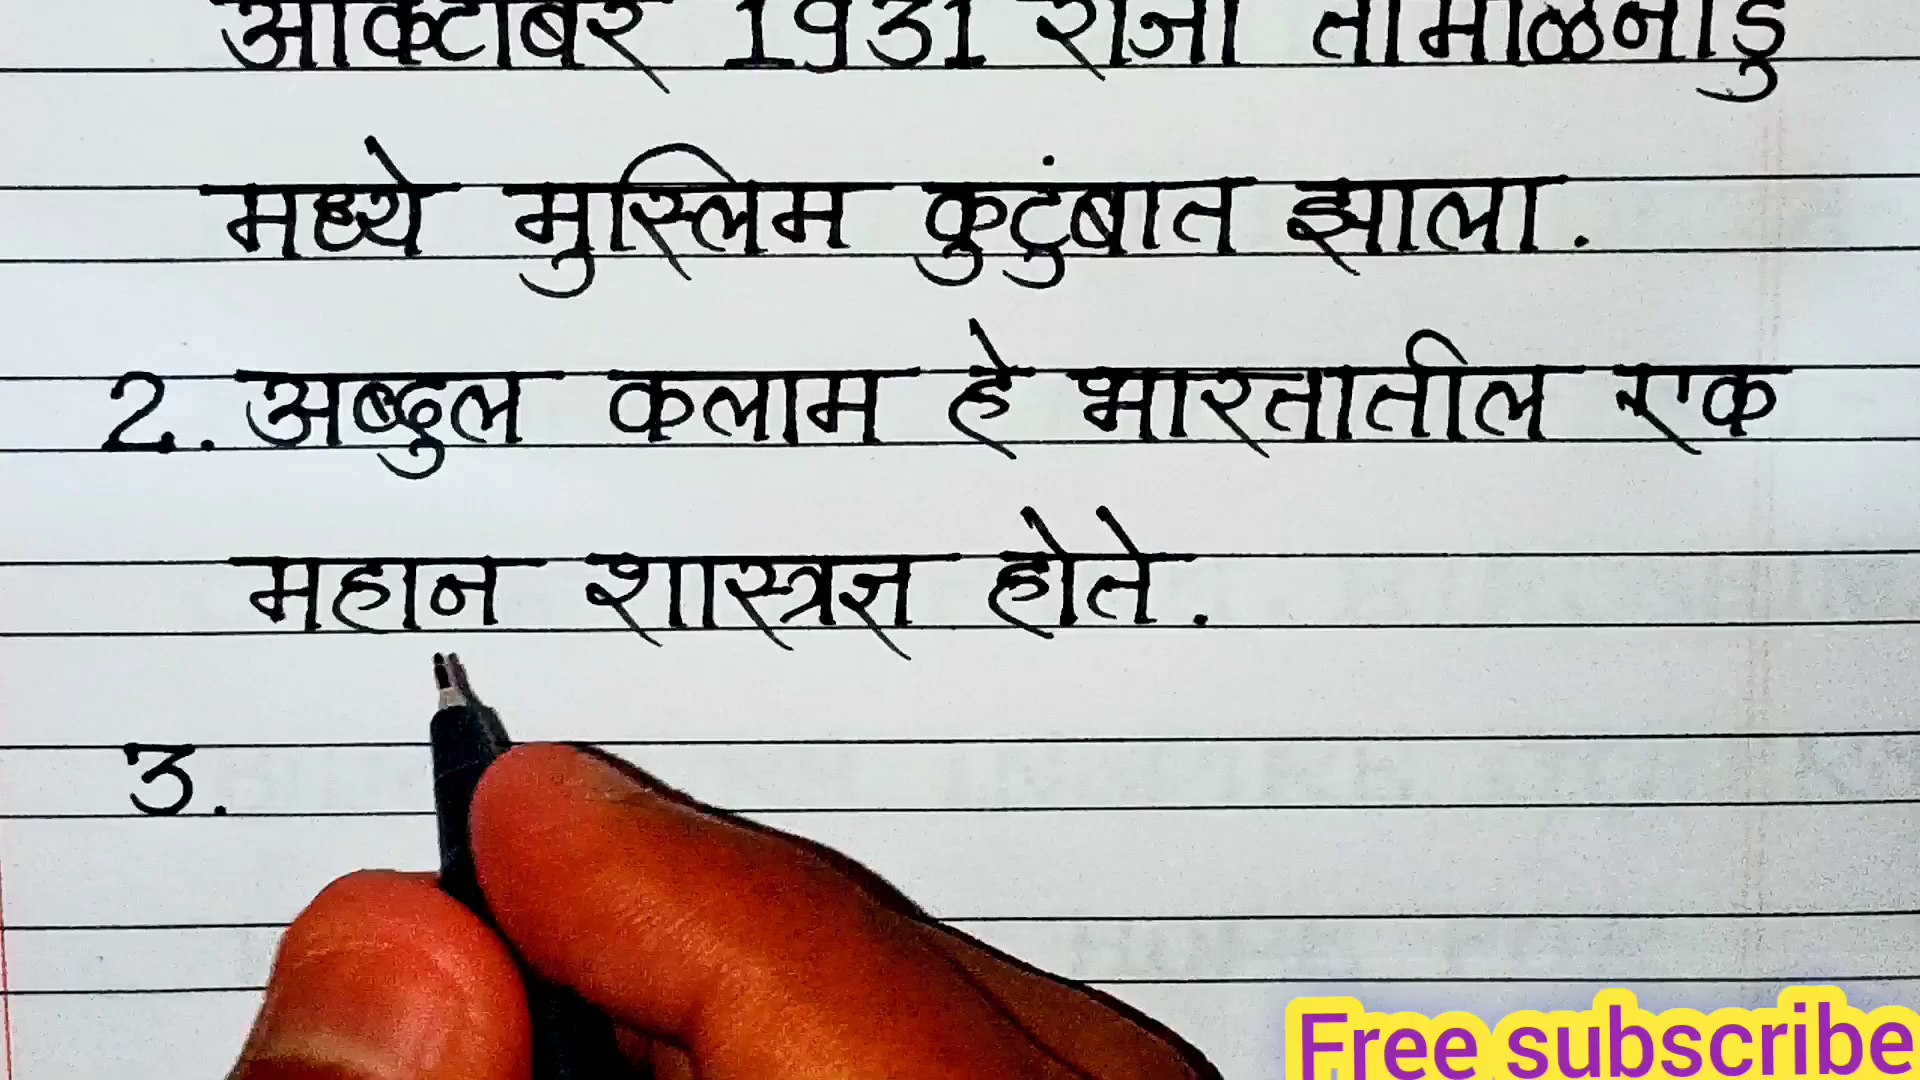 ऑक्टोबर 1931 रोजी तामिळनाडु
मध्ये मुस्लिम कुटुंबात झाला.
2. अब्दुल कलाम हे भारतातील एक
महान शास्त्रज्ञ होते.
3.
Free subscribe